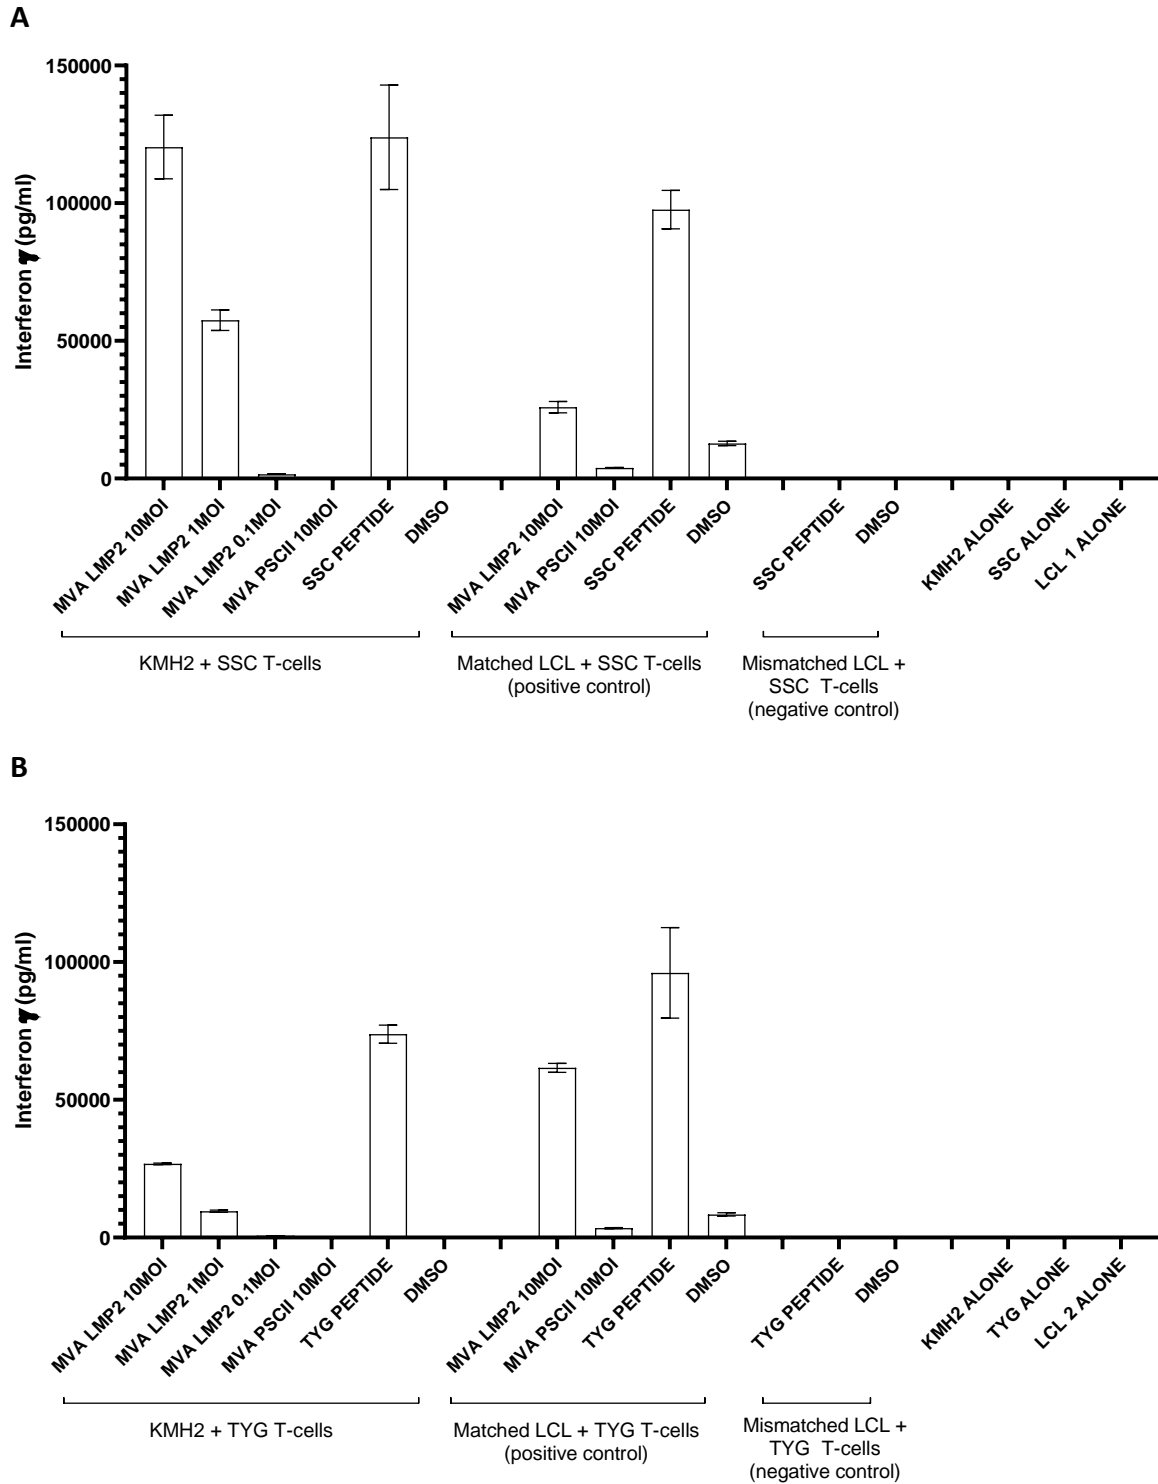 A
150000
100000
50000
0
Interferon γ (pg/ml)
MVA LMP2 10MOI
MVA LMP2 1MOI
MVA LMP2 0.1MOI
MVA PSCII 10MOI
SSC PEPTIDE
DMSO
MVA LMP2 10MOI
MVA PSCII 10MOI
SSC PEPTIDE
DMSO
SSC PEPTIDE
DMSO
KMH2 ALONE
SSC ALONE
LCL 1 ALONE
KMH2 + SSC T-cells
Matched LCL + SSC T-cells
(positive control)
Mismatched LCL +
SSC T-cells
(negative control)
B
150000
100000
50000
0
Interferon γ (pg/ml)
MVA LMP2 10MOI
MVA LMP2 1MOI
MVA LMP2 0.1MOI
MVA PSCII 10MOI
TYG PEPTIDE
DMSO
MVA LMP2 10MOI
MVA PSCII 10MOI
TYG PEPTIDE
DMSO
TYG PEPTIDE
DMSO
KMH2 ALONE
TYG ALONE
LCL 2 ALONE
KMH2 + TYG T-cells
Matched LCL + TYG T-cells
(positive control)
Mismatched LCL +
TYG T-cells
(negative control)